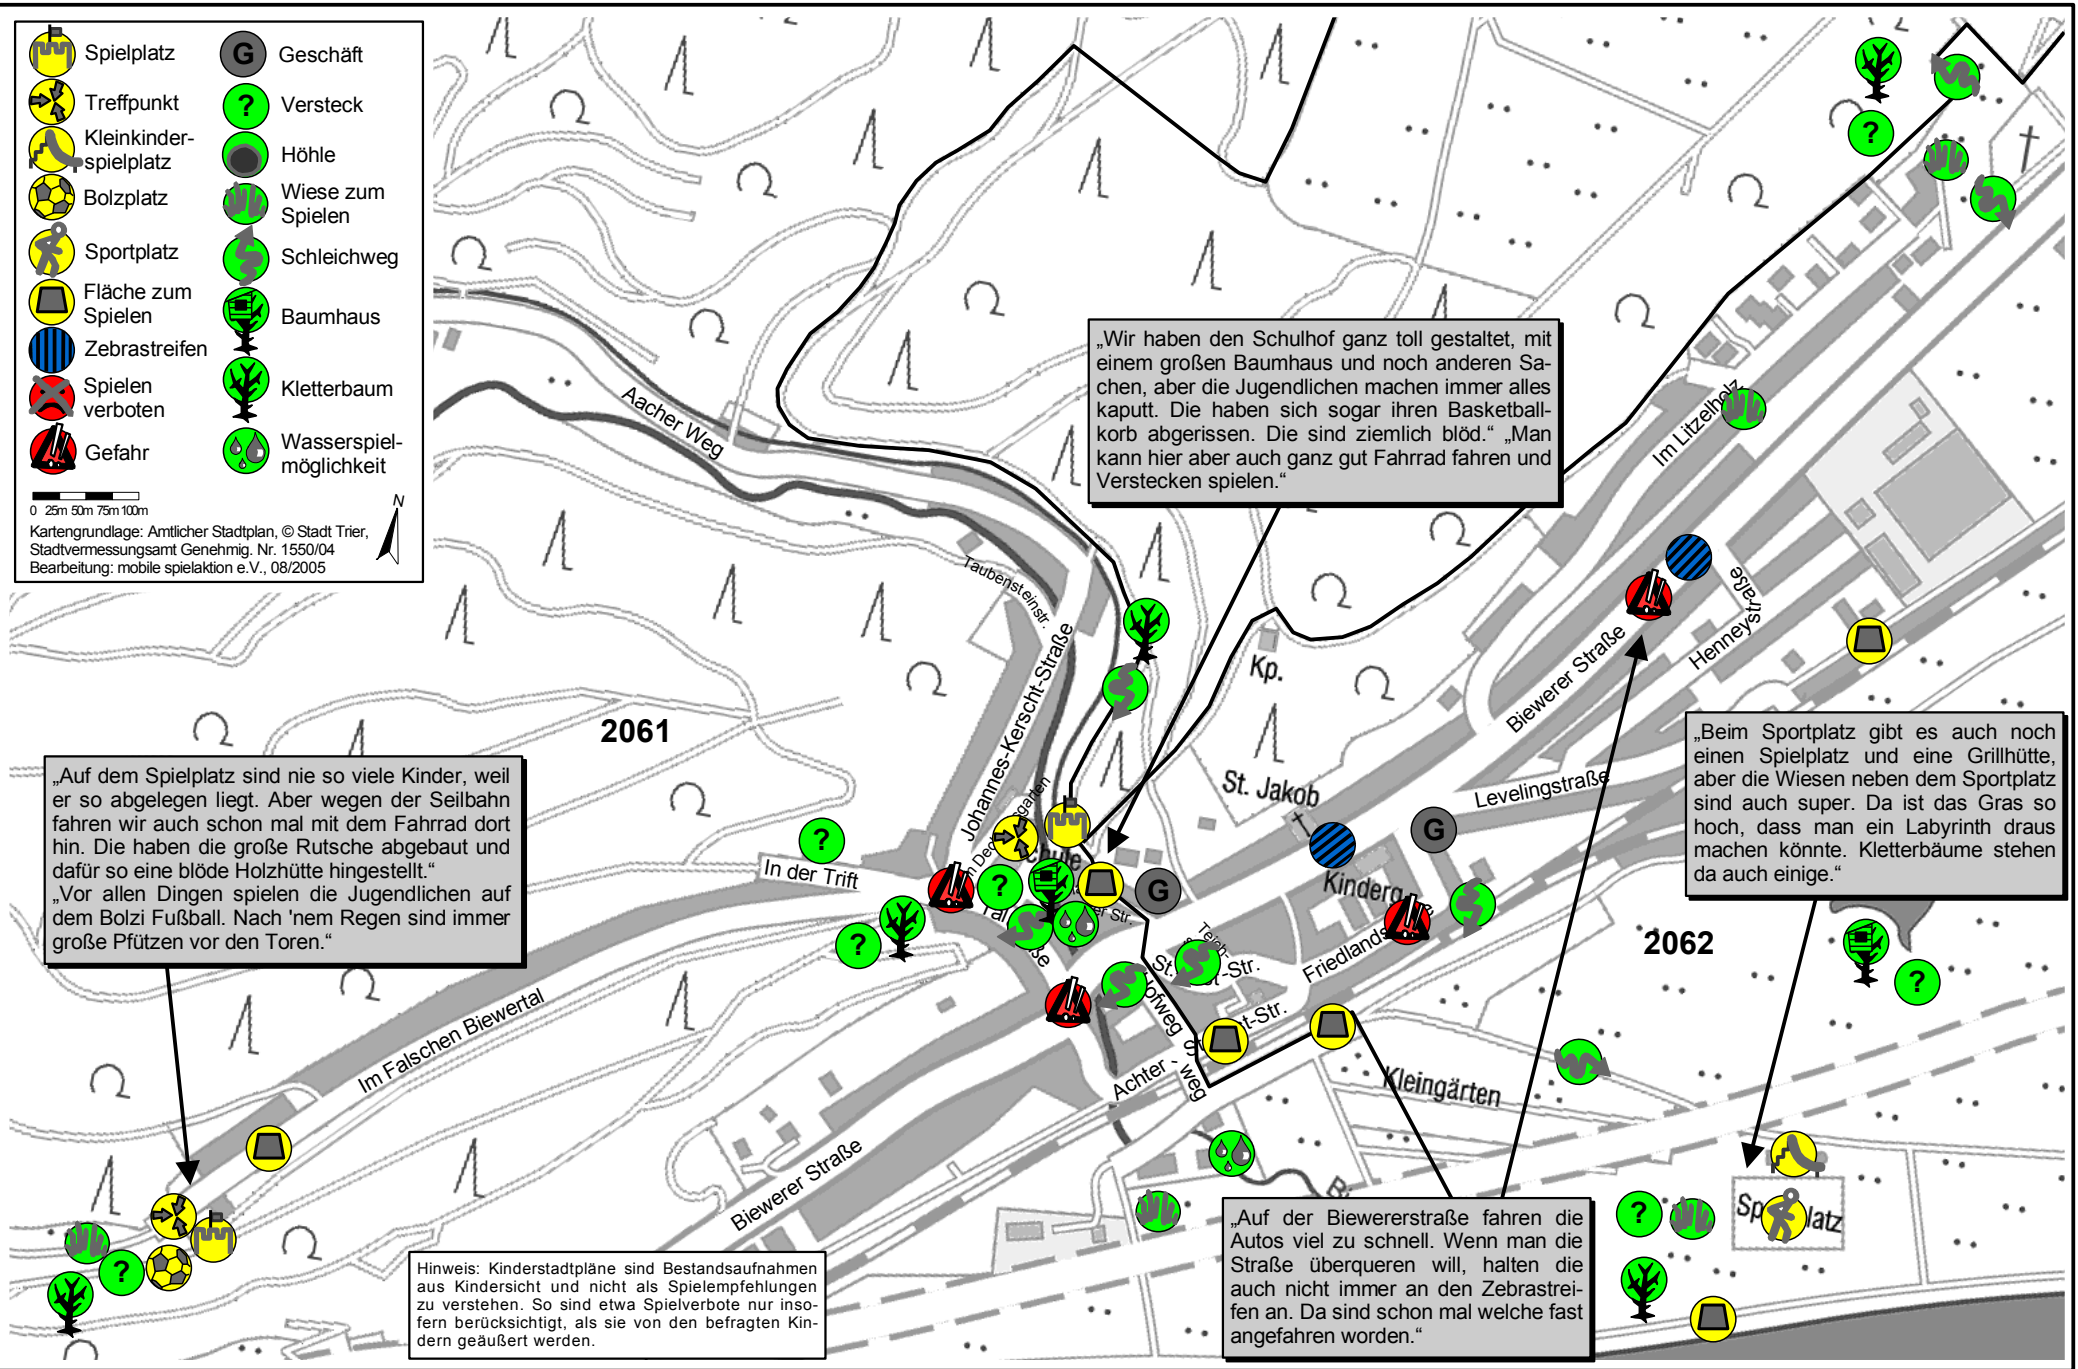 Spielplatz
Treffpunkt
Kleinkinder-
spielplatz
Bolzplatz
Sportplatz
Fläche zum
Spielen
Zebrastreifen
Spielen
verboten
Gefahr
G Geschäft
? Versteck
Höhle
Wiese zum
Spielen
Schleichweg
Baumhaus
Kletterbaum
Wasserspiel-
möglichkeit
0 25m 50m 75m 100m
N
Kartengrundlage: Amtlicher Stadtplan, © Stadt Trier,
Stadtvermessungsamt Genehmig. Nr. 1550/04
Bearbeitung: mobile spielaktion e.V., 08/2005
„Wir haben den Schulhof ganz toll gestaltet, mit
einem großen Baumhaus und noch anderen Sa-
chen, aber die Jugendlichen machen immer alles
kaputt. Die haben sich sogar ihren Basketball-
korb abgerissen. Die sind ziemlich blöd.“ „Man
kann hier aber auch ganz gut Fahrrad fahren und
Verstecken spielen.“
?
Aacher Weg
Im Litzelholz
Taubensteinstr.
Johannes-Kerscht-Straße
Kp.
Biewerer Straße
Henneystraße
2061
„Auf dem Spielplatz sind nie so viele Kinder, weil
er so abgelegen liegt. Aber wegen der Seilbahn
fahren wir auch schon mal mit dem Fahrrad dort
hin. Die haben die große Rutsche abgebaut und
dafür so eine blöde Holzhütte hingestellt.“
„Vor allen Dingen spielen die Jugendlichen auf
dem Bolzi Fußball. Nach 'nem Regen sind immer
große Pfützen vor den Toren.“
„Beim Sportplatz gibt es auch noch
einen Spielplatz und eine Grillhütte,
aber die Wiesen neben dem Sportplatz
sind auch super. Da ist das Gras so
hoch, dass man ein Labyrinth draus
machen könnte. Kletterbäume stehen
da auch einige.“
St. Jakob
Levelingstraße
G
?
In der Trift
?
G
?
2062
?
Im Falschen Biewertal
Achter
weg
Kleingärten
Biewerer Straße
?
?
„Auf der Biewererstraße fahren die
Autos viel zu schnell. Wenn man die
Straße überqueren will, halten die
auch nicht immer an den Zebrastrei-
fen an. Da sind schon mal welche fast
angefahren worden.“
Hinweis: Kinderstadtpläne sind Bestandsaufnahmen
aus Kindersicht und nicht als Spielempfehlungen
zu verstehen. So sind etwa Spielverbote nur inso-
fern berücksichtigt, als sie von den befragten Kin-
dern geäußert werden.